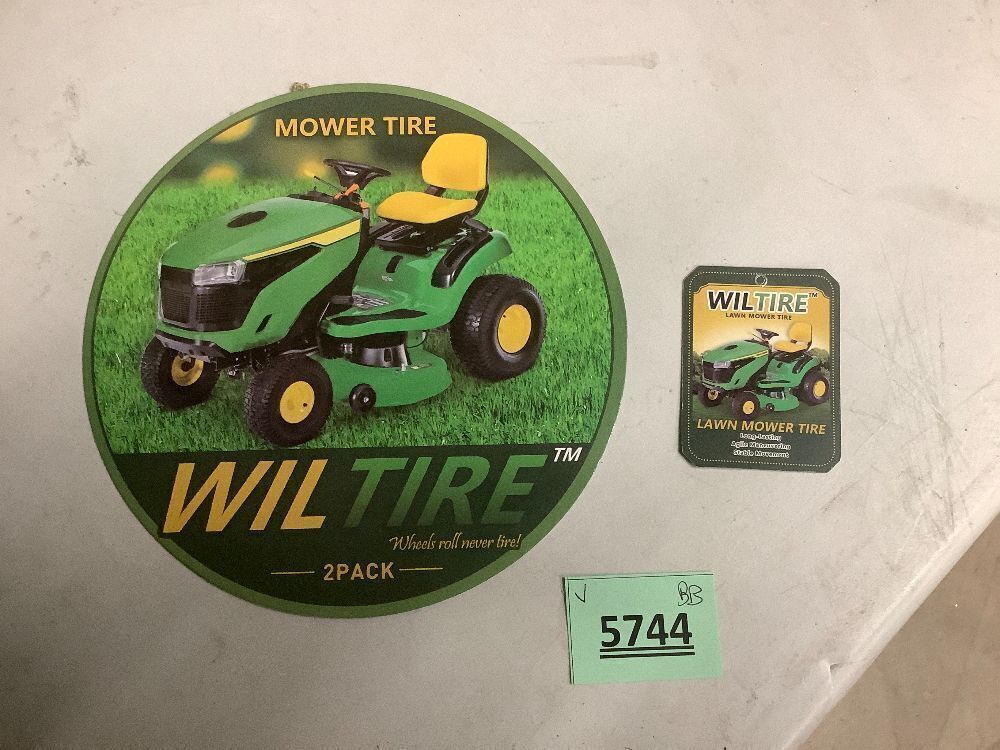 MOWER TIRE
WILTIRE™
Wheels roll never tire!
2PACK
WILTIRE™
LAWN MOWER TIRE
LAWN MOWER TIRE
Long-Lasting
Agile Maneuvering
Stable Movement
V BB
5744